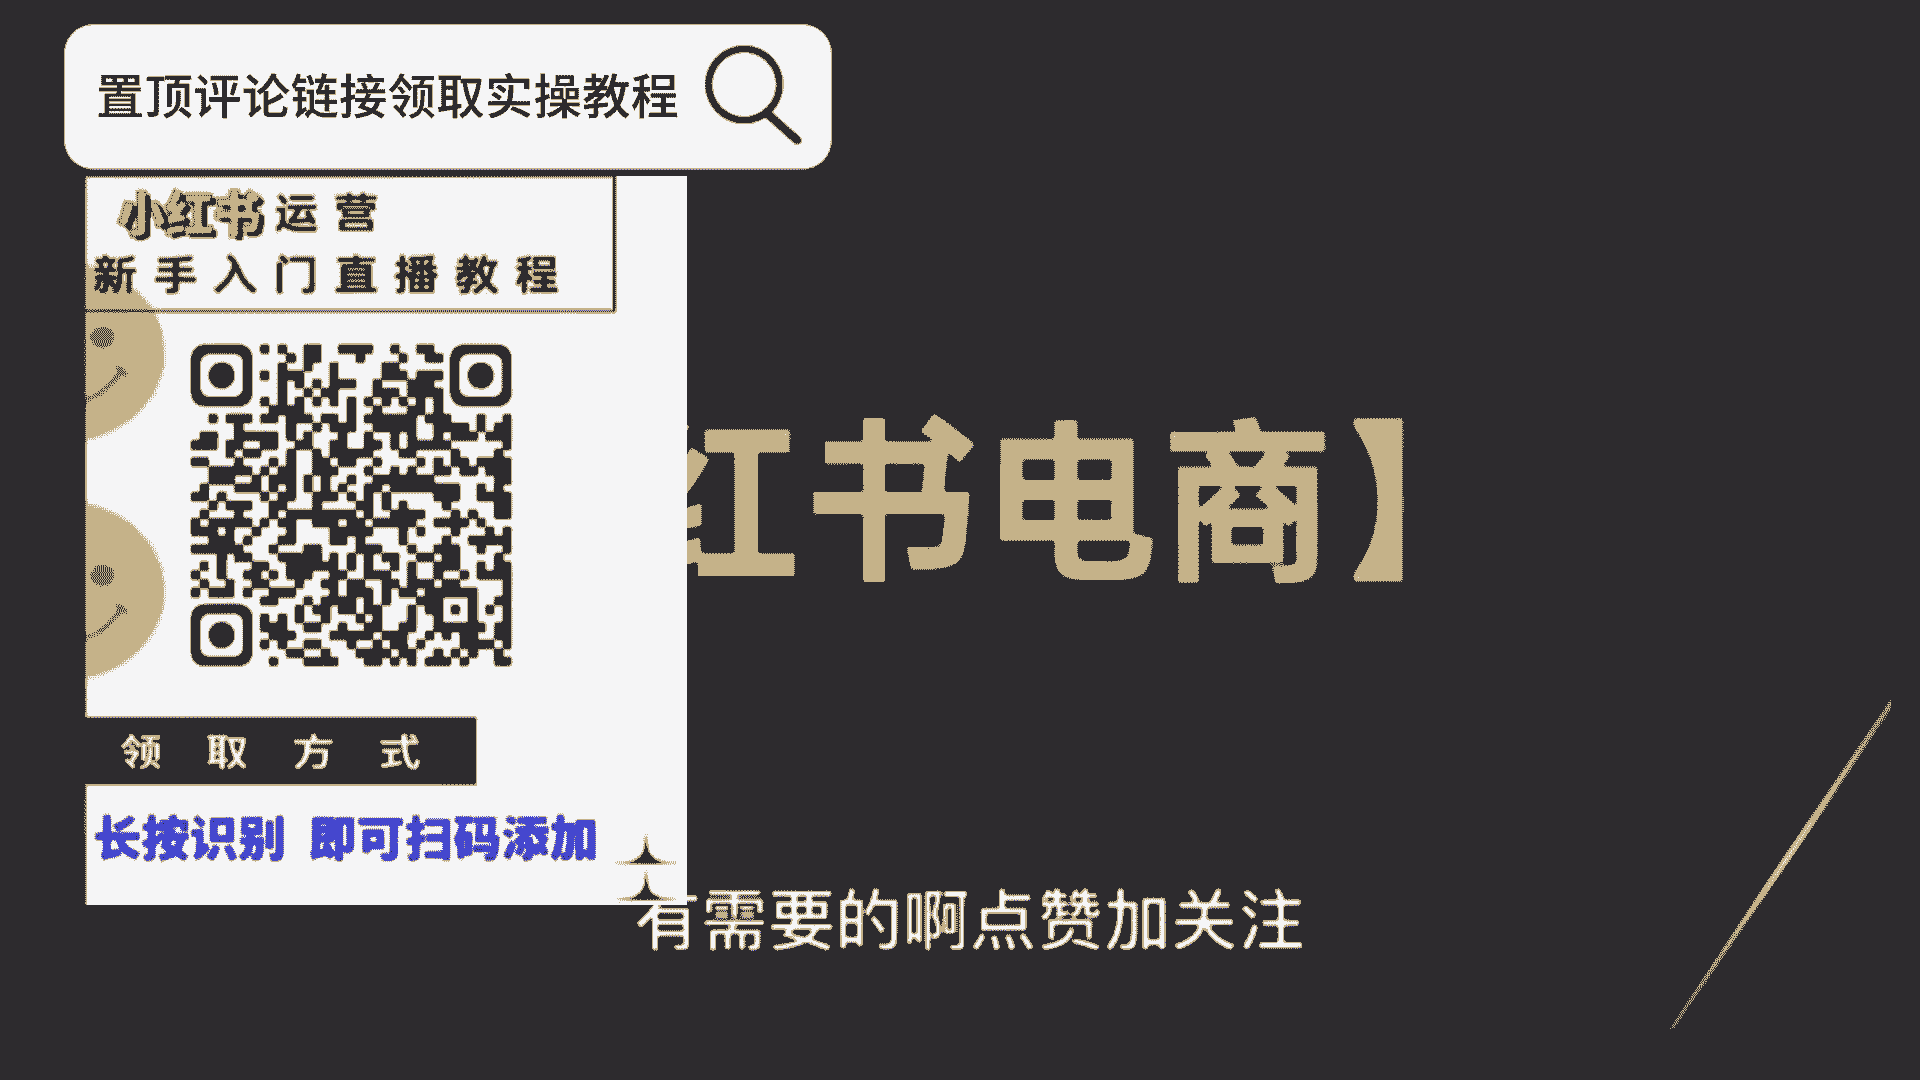 置顶评论链接领取实操教程
小红书运营
新手入门直播教程
红书电商】
领取方式
长按识别 即可扫码添加
有需要的啊点赞加关注